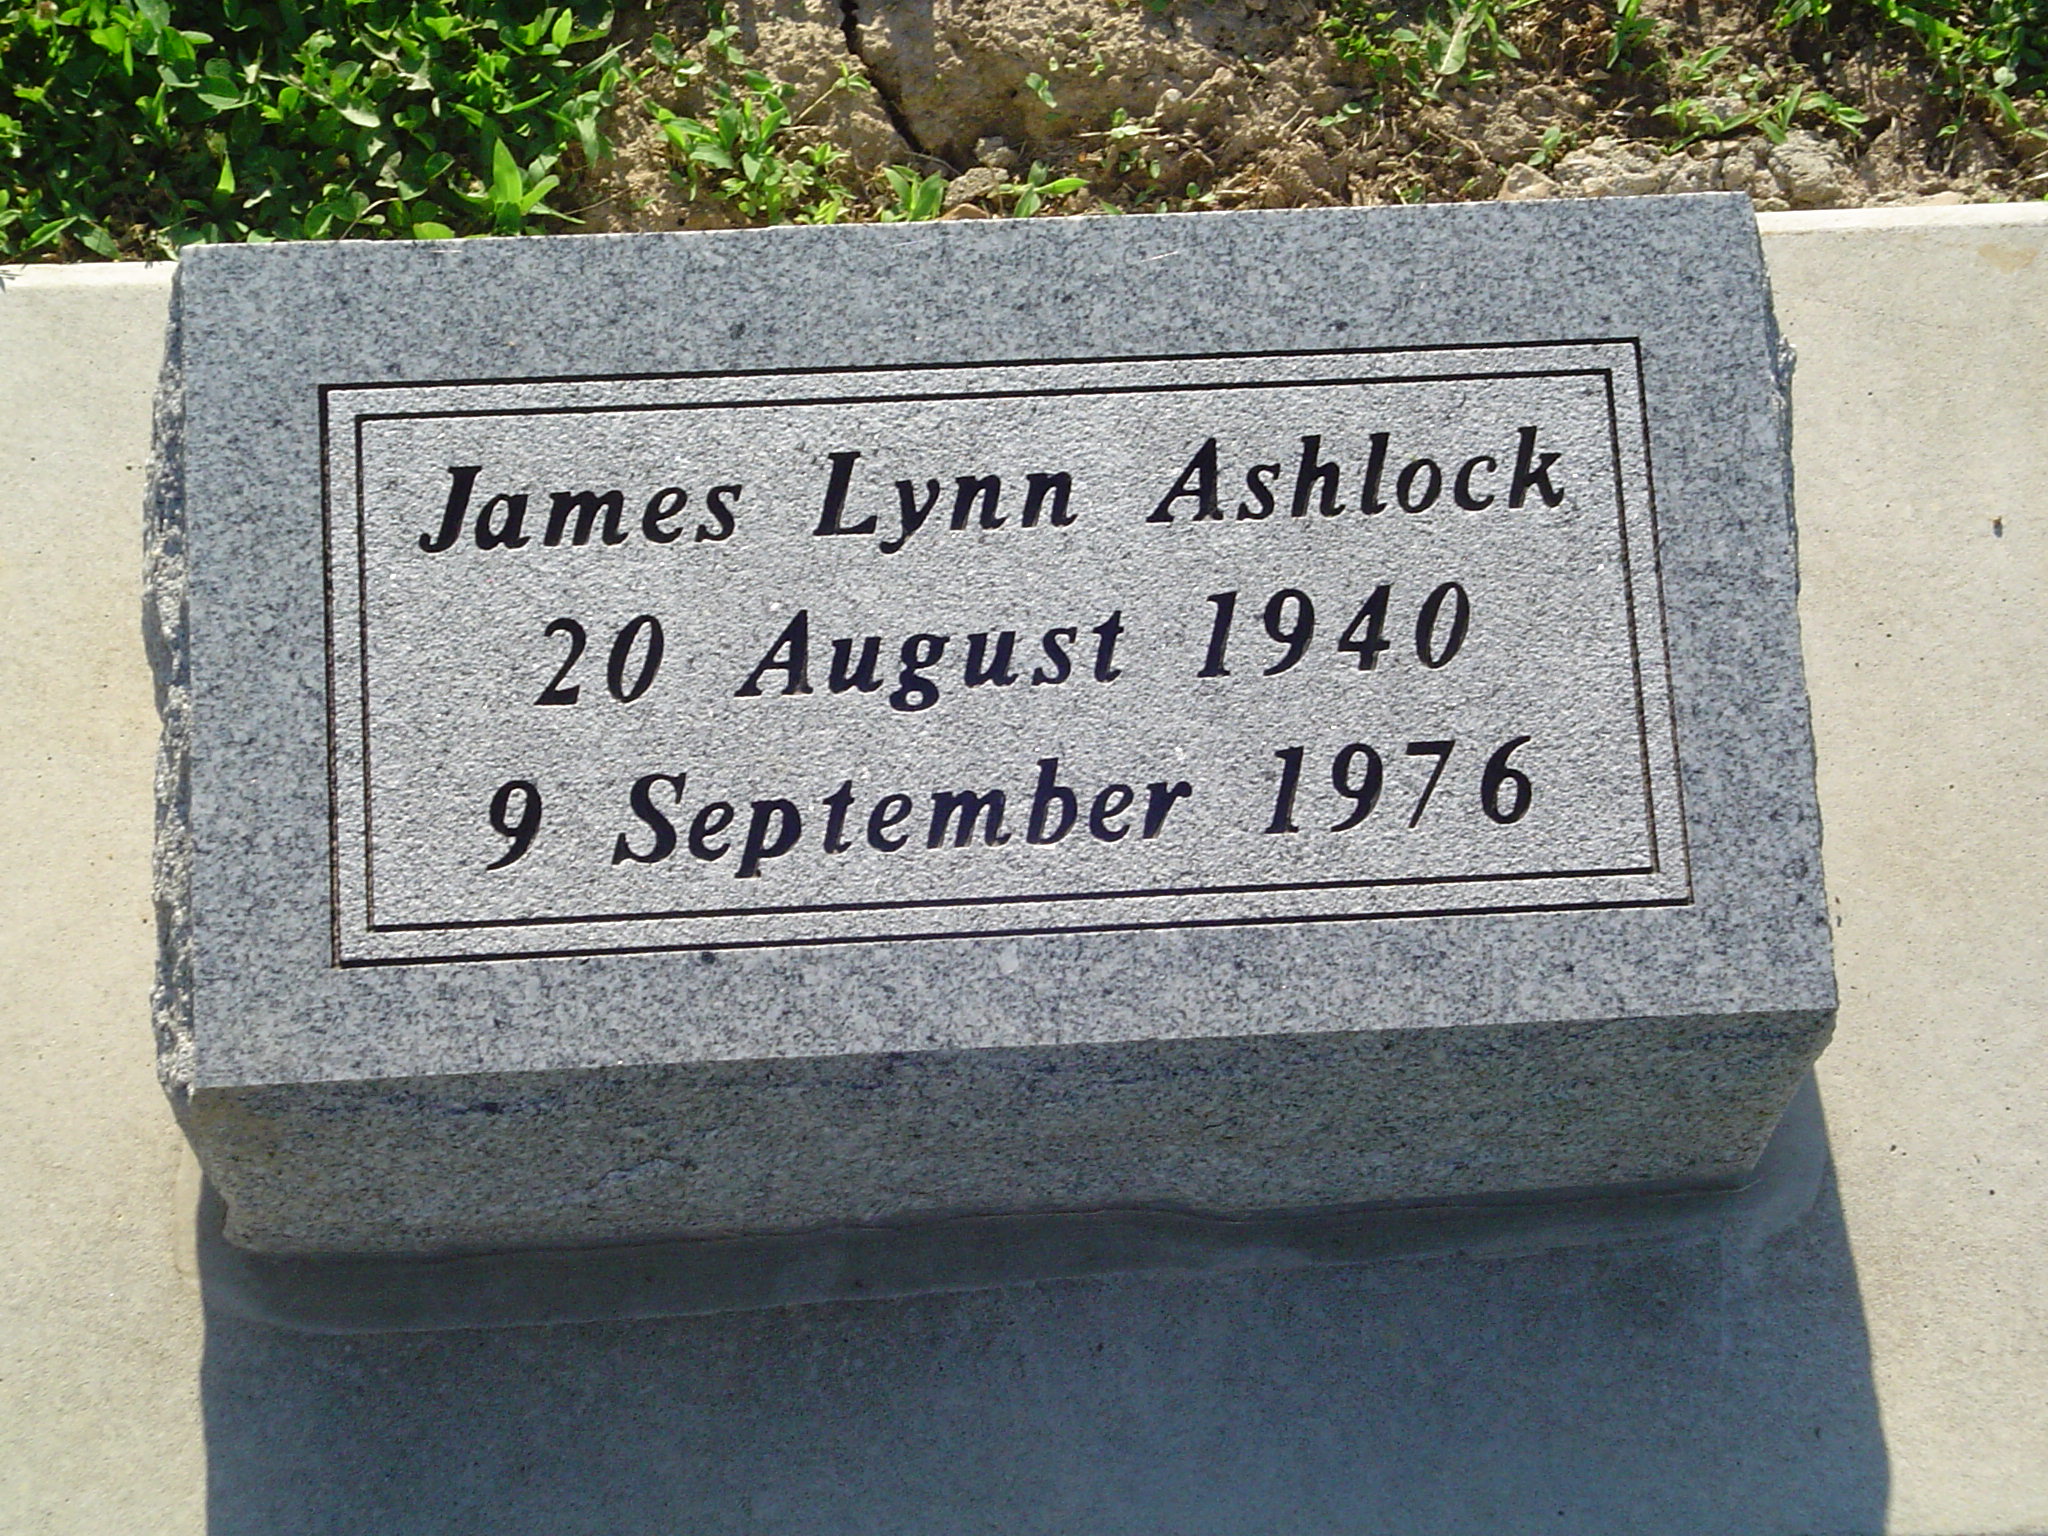 James Lynn Ashlock
20 August 1940
9 September 1976